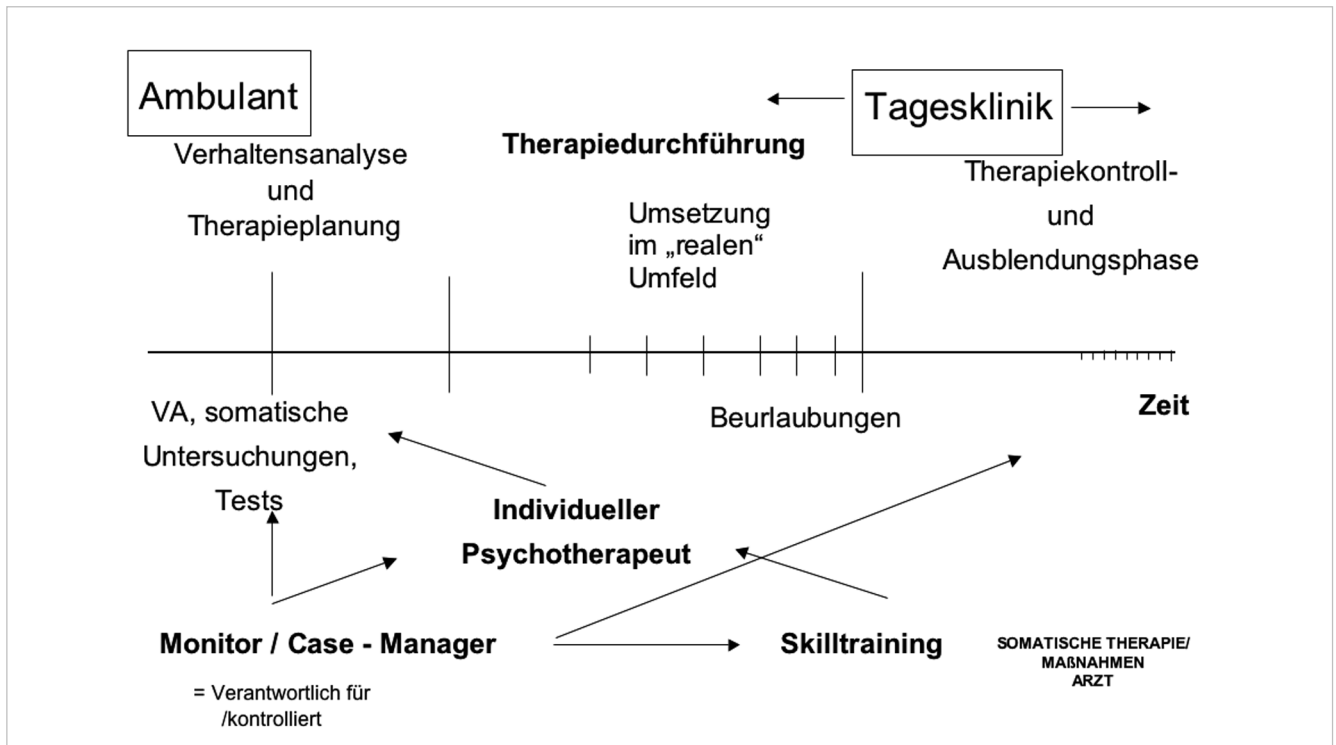 Ambulant
Verhaltensanalyse
und
Therapieplanung
Therapiedurchführung
Umsetzung
im „realen“
Umfeld
Tagesklinik
Therapiekontroll-
und
Ausblendungsphase
VA, somatische
Untersuchungen,
Tests
Beurlaubungen
Zeit
Individueller
Psychotherapeut
Monitor / Case - Manager
= Verantwortlich für
/kontrolliert
Skilltraining
SOMATISCHE THERAPIE/
MAßNAHMEN
ARZT